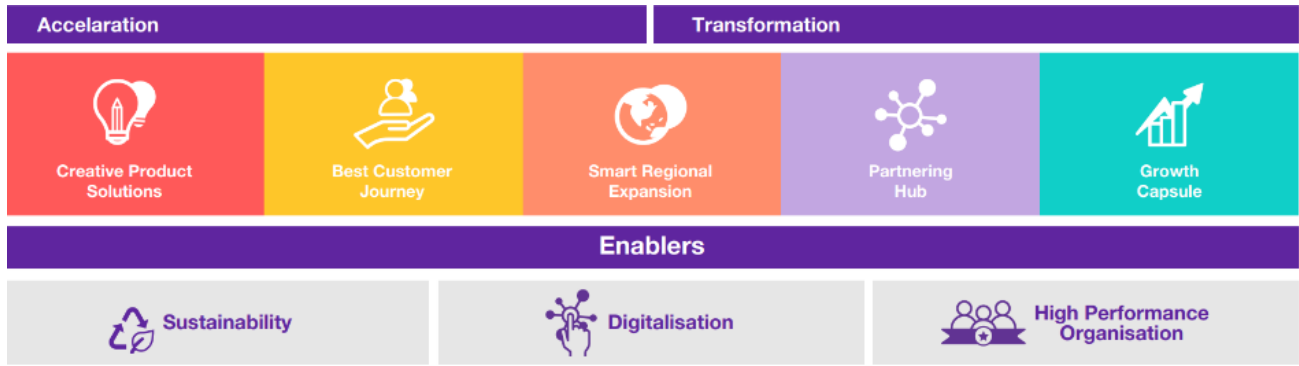 Accelaration
Transformation
Creative Product
Solutions
Best Customer
Journey
Smart Regional
Expansion
Partnering
Hub
Growth
Capsule
Enablers
Sustainability
Digitalisation
High Performance
Organisation